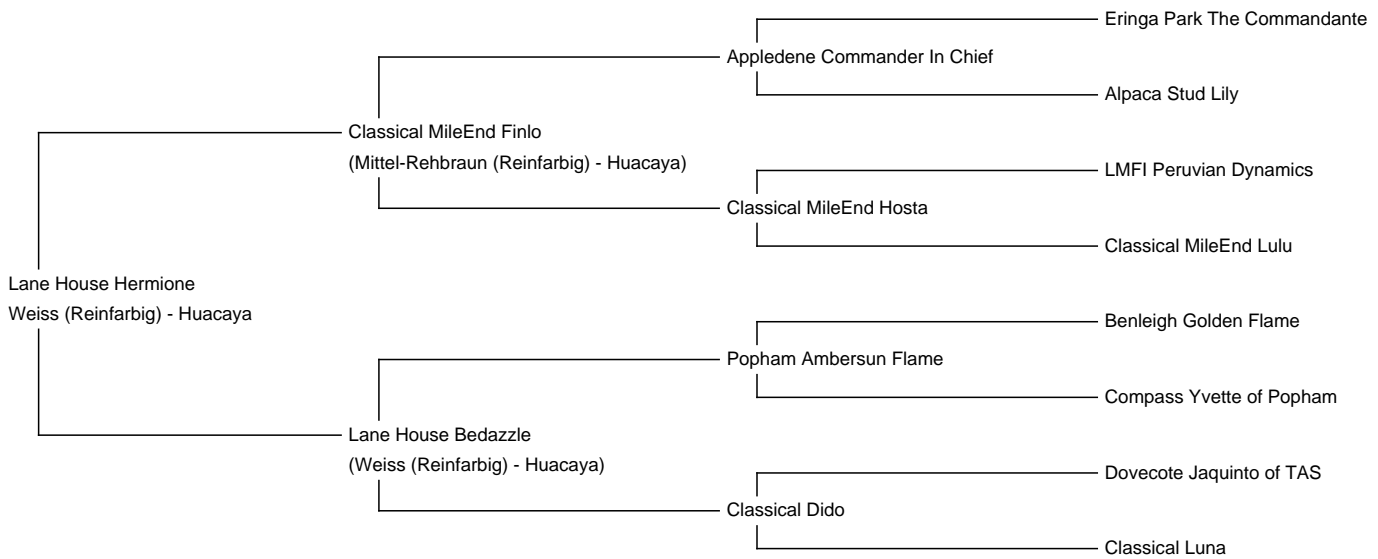 Eringa Park The Commandante
Appledene Commander In Chief
Alpaca Stud Lily
Classical MileEnd Finlo
(Mittel-Rehbraun (Reinfarbig) - Huacaya)
LMFI Peruvian Dynamics
Classical MileEnd Hosta
Classical MileEnd Lulu
Lane House Hermione
Weiss (Reinfarbig) - Huacaya
Benleigh Golden Flame
Popham Ambersun Flame
Compass Yvette of Popham
Lane House Bedazzle
(Weiss (Reinfarbig) - Huacaya)
Dovecote Jaquinto of TAS
Classical Dido
Classical Luna